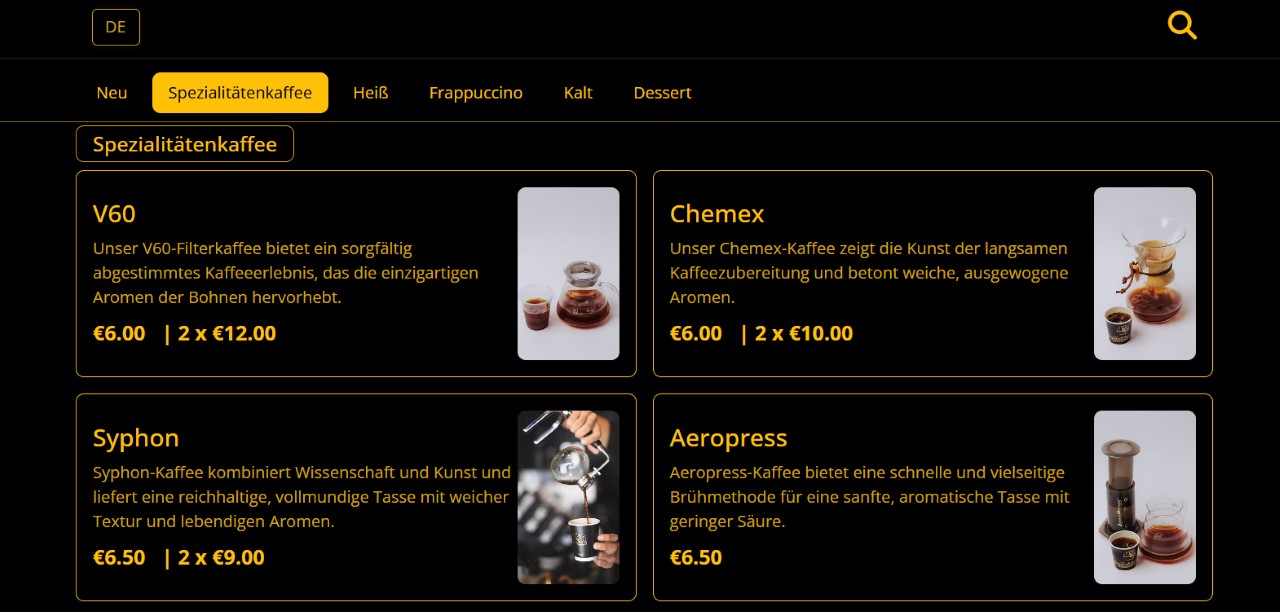 DE
Neu
Spezialitätenkaffee
Heiß
Frappuccino
Kalt
Dessert
Spezialitätenkaffee
V60
Unser V60-Filterkaffee bietet ein sorgfältig
abgestimmtes Kaffeeerlebnis, das die einzigartigen
Aromen der Bohnen hervorhebt.
€6.00 | 2 x €12.00
Chemex
Unser Chemex-Kaffee zeigt die Kunst der langsamen
Kaffeezubereitung und betont weiche, ausgewogene
Aromen.
€6.00 | 2 x €10.00
Syphon
Syphon-Kaffee kombiniert Wissenschaft und Kunst und
liefert eine reichhaltige, vollmundige Tasse mit weicher
Textur und lebendigen Aromen.
€6.50 | 2 x €9.00
Aeropress
Aeropress-Kaffee bietet eine schnelle und vielseitige
Brühmethode für eine sanfte, aromatische Tasse mit
geringer Säure.
€6.50